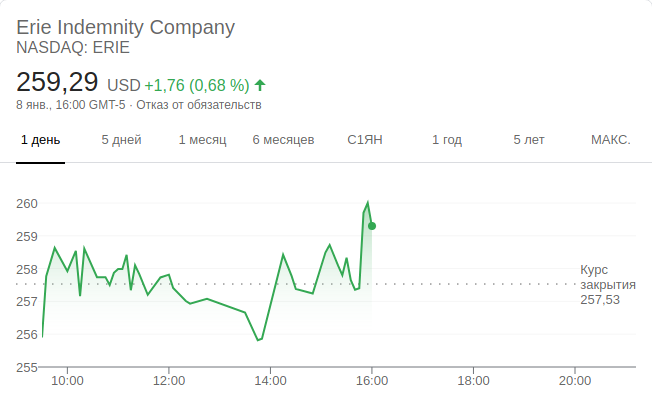 Erie Indemnity Company
NASDAQ: ERIE
259,29 USD +1,76 (0,68 %)
8 янв., 16:00 GMT-5 · Отказ от обязательств
1 день 5 дней 1 месяц 6 месяцев С1ЯН 1 год 5 лет МАКС.
260
259
258
257
256
255
Курс
закрытия
257,53
10:00 12:00 14:00 16:00 18:00 20:00